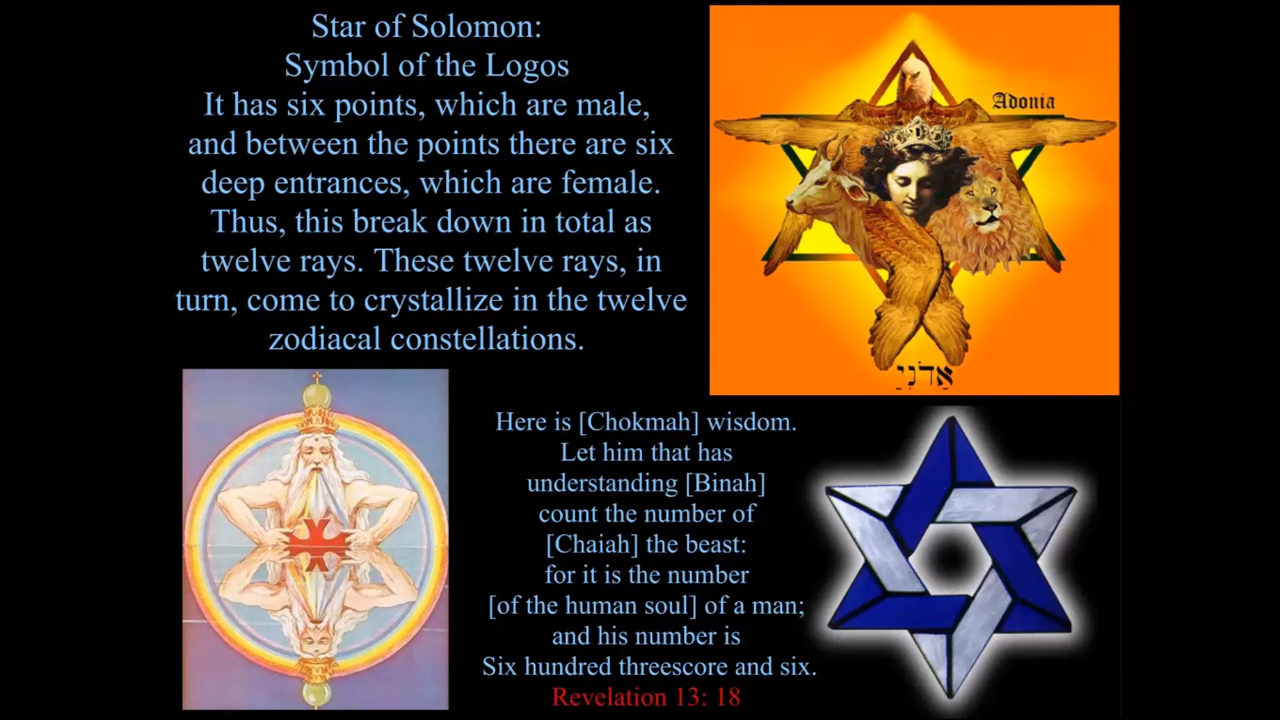 Star of Solomon:
Symbol of the Logos
It has six points, which are male,
and between the points there are six
deep entrances, which are female.
Thus, this break down in total as
twelve rays. These twelve rays, in
turn, come to crystallize in the twelve
zodiacal constellations.
Adonia
אֲדֹנָיַ
Here is [Chokmah] wisdom.
Let him that has
understanding [Binah]
count the number of
[Chaiah] the beast:
for it is the number
[of the human soul] of a man;
and his number is
Six hundred threescore and six.
Revelation 13: 18